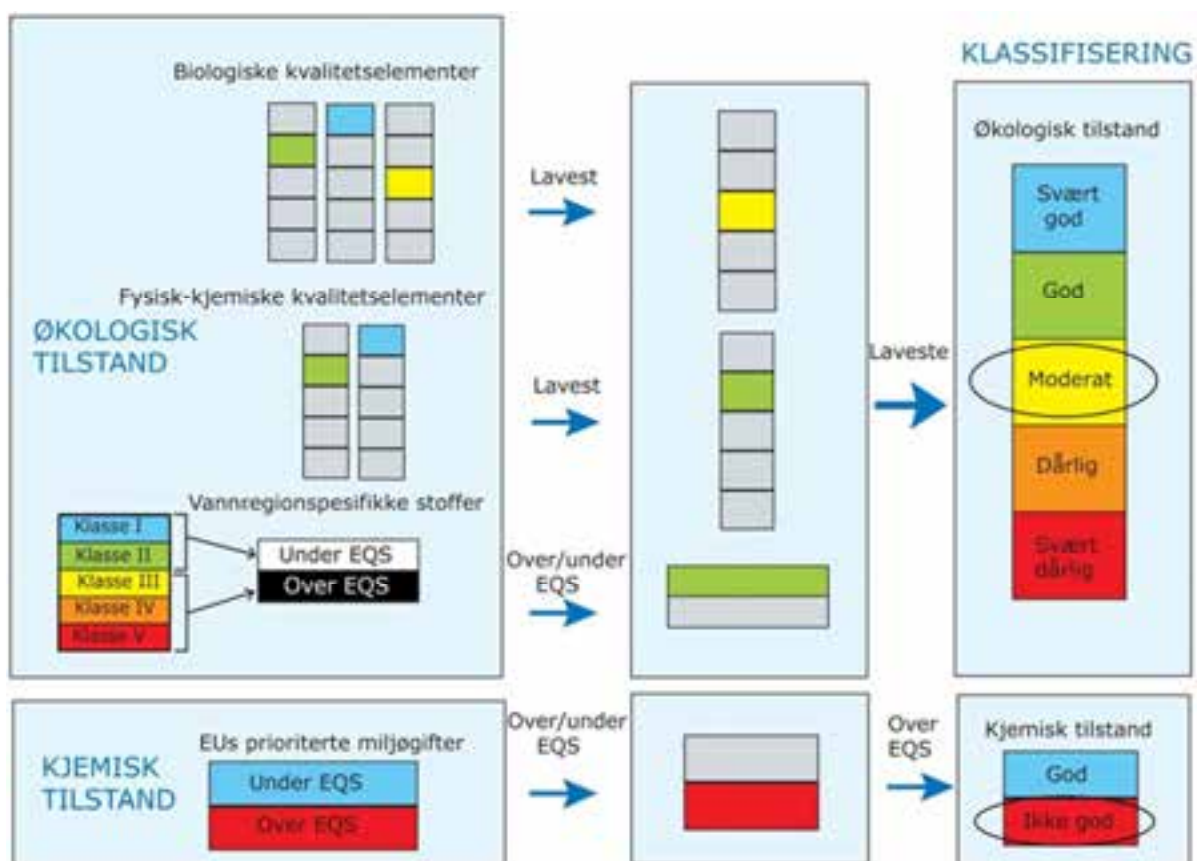 KLASSIFISERING
Biologiske kvalitetselementer
Lavest
Økologisk tilstand
Svært
god
God
Moderat
Dårlig
Svært
dårlig
Fysisk-kjemiske kvalitetselementer
ØKOLOGISK
TILSTAND
Lavest
Laveste
Vannregionspesifikke stoffer
Klasse I
Klasse II
Klasse III
Klasse IV
Klasse V
Under EQS
Over EQS
Over/under
EQS
KJEMISK
TILSTAND
EUs prioriterte miljøgifter
Under EQS
Over EQS
Over/under
EQS
Over
EQS
Kjemisk tilstand
God
Ikke god